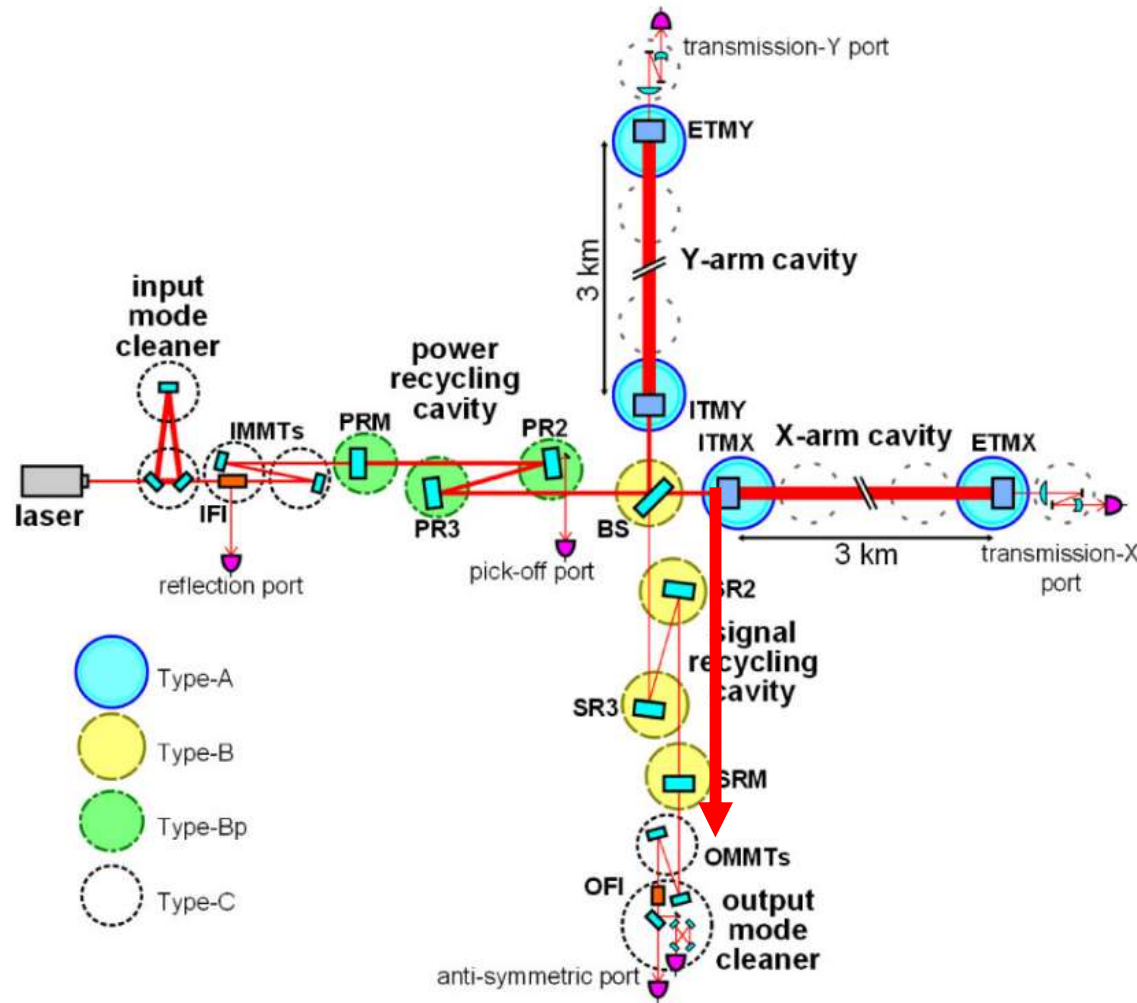 transmission-Y port
ETMY
3 km
Y-arm cavity
input
mode
cleaner
power
recycling
cavity
ITMY
IMMTs
PRM
PR2
ITMX
X-arm cavity
ETMX
laser
IFI
PR3
BS
3 km
transmission-X
port
reflection port
pick-off port
SR2
signal
recycling
cavity
Type-A
SR3
Type-B
SRM
Type-Bp
OMMTs
Type-C
OFI
output
mode
cleaner
anti-symmetric port